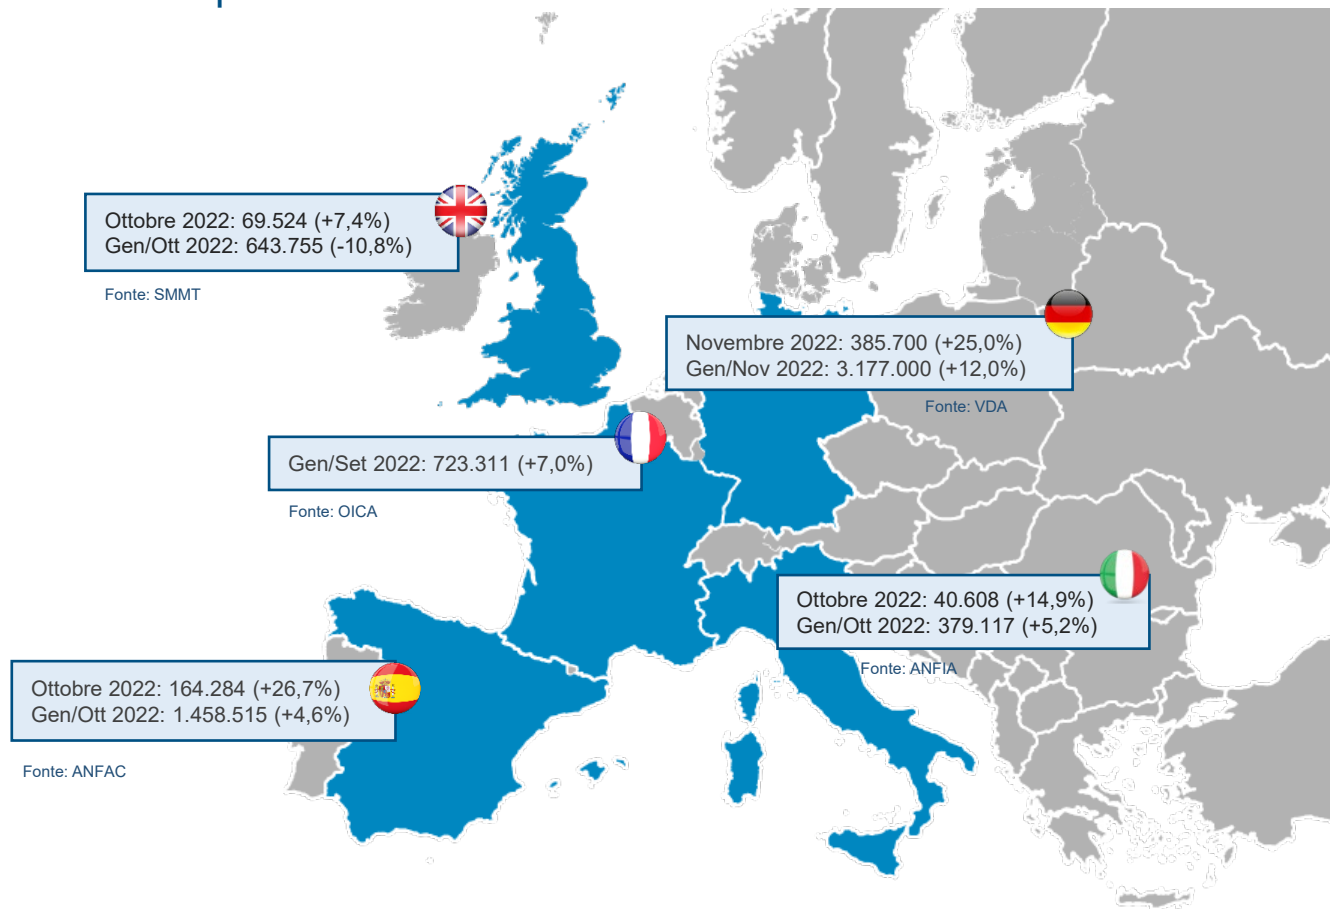 Ottobre 2022: 69.524 (+7,4%)
Gen/Ott 2022: 643.755 (-10,8%)
Fonte: SMMT
Novembre 2022: 385.700 (+25,0%)
Gen/Nov 2022: 3.177.000 (+12,0%)
Fonte: VDA
Gen/Set 2022: 723.311 (+7,0%)
Fonte: OICA
Ottobre 2022: 40.608 (+14,9%)
Gen/Ott 2022: 379.117 (+5,2%)
Fonte: ANFIA
Ottobre 2022: 164.284 (+26,7%)
Gen/Ott 2022: 1.458.515 (+4,6%)
Fonte: ANFAC